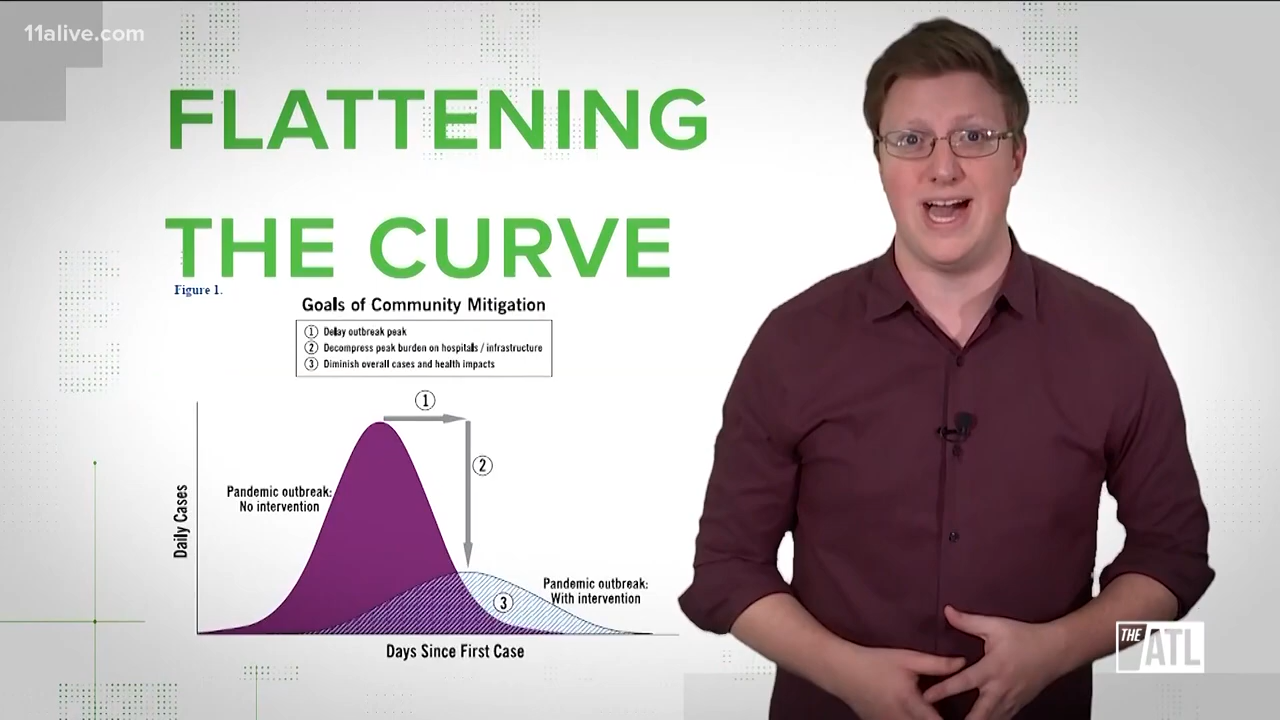 11alive.com
FLATTENING
THE CURVE
Figure 1.
Goals of Community Mitigation
① Delay outbreak peak
② Decompress peak burden on hospitals / infrastructure
③ Diminish overall cases and health impacts
①
②
Pandemic outbreak:
No intervention
Daily Cases
Pandemic outbreak:
With intervention
③
Days Since First Case
THE ATL